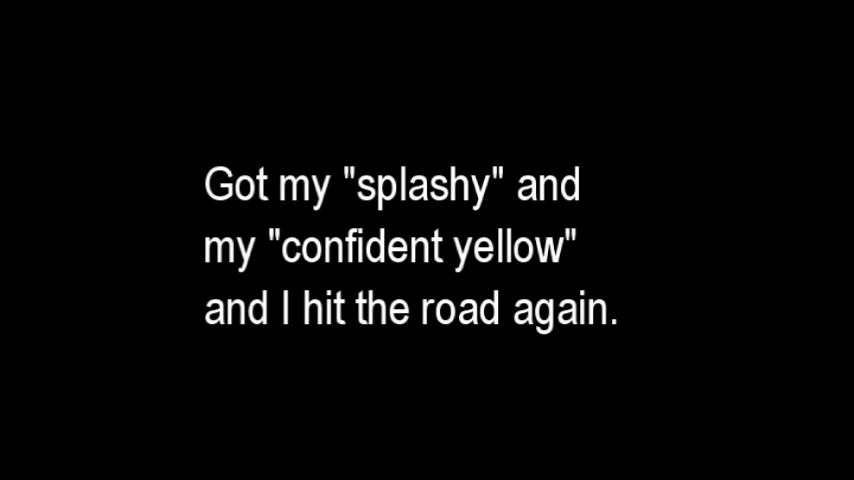 Got my "splashy" and
my "confident yellow"
and I hit the road again.